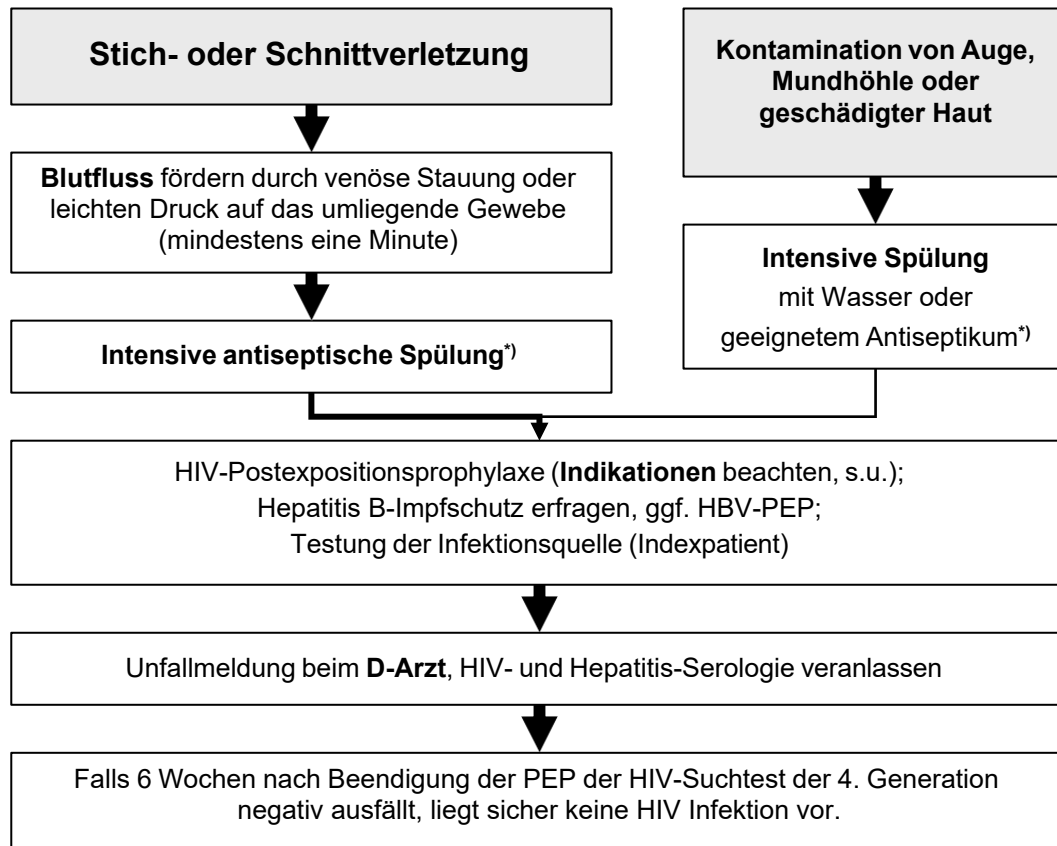 Stich- oder Schnittverletzung
Kontamination von Auge,
Mundhöhle oder
geschädigter Haut
Blutfluss fördern durch venöse Stauung oder
leichten Druck auf das umliegende Gewebe
(mindestens eine Minute)
Intensive Spülung
mit Wasser oder
geeignetem Antiseptikum*)
Intensive antiseptische Spülung*)
HIV-Postexpositionsprophylaxe (Indikationen beachten, s.u.);
Hepatitis B-Impfschutz erfragen, ggf. HBV-PEP;
Testung der Infektionsquelle (Indexpatient)
Unfallmeldung beim D-Arzt, HIV- und Hepatitis-Serologie veranlassen
Falls 6 Wochen nach Beendigung der PEP der HIV-Suchtest der 4. Generation
negativ ausfällt, liegt sicher keine HIV Infektion vor.